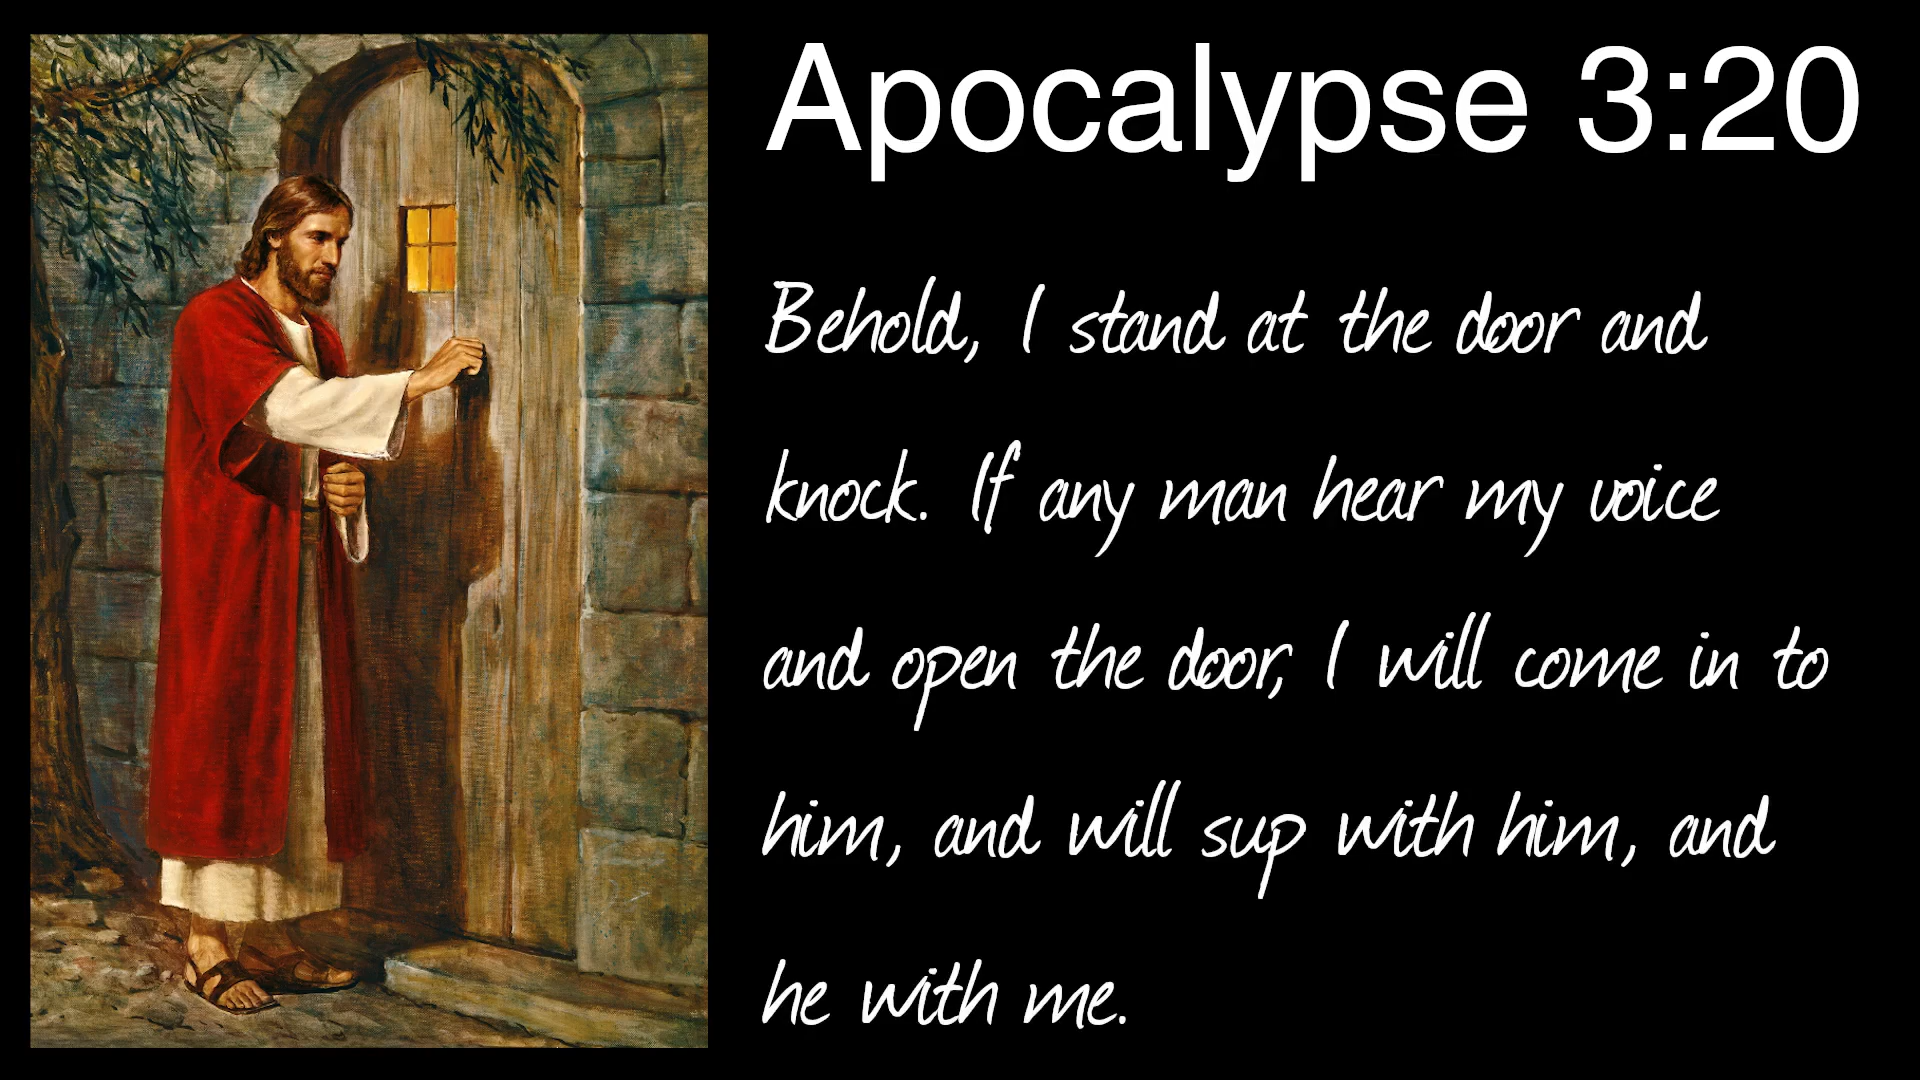 Apocalypse 3:20
Behold, I stand at the door and
knock. If any man hear my voice
and open the door, I will come in to
him, and will sup with him, and
he with me.